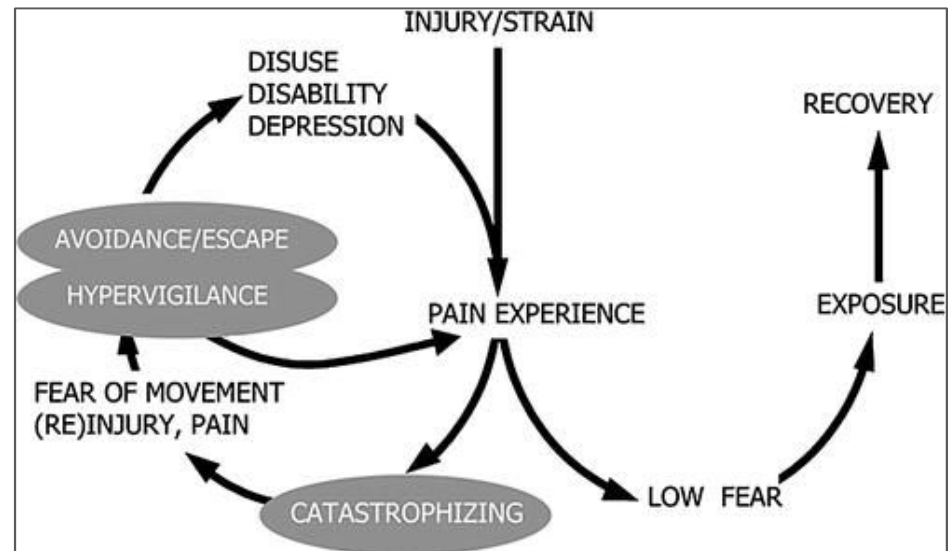 INJURY/STRAIN
DISUSE
DISABILITY
DEPRESSION
RECOVERY
AVOIDANCE/ESCAPE
HYPERVIGILANCE
PAIN EXPERIENCE
EXPOSURE
FEAR OF MOVEMENT
(RE)INJURY, PAIN
CATASTROPHIZING
LOW FEAR